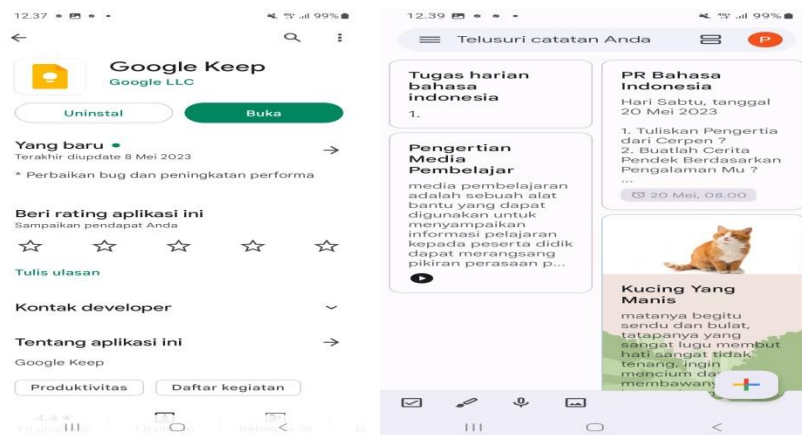 12.37
99%
Google Keep
Google LLC
Uninstal
Buka
Yang baru
Terakhir diupdate 8 Mei 2023
* Perbaikan bug dan peningkatan performa
Beri rating aplikasi ini
Sampaikan pendapat Anda
Tulis ulasan
Kontak developer
Tentang aplikasi ini
Google Keep
Produktivitas
Daftar kegiatan
12.39
99%
Telusuri catatan Anda
P
Tugas harian
bahasa
indonesia
1.
Pengertian
Media
Pembelajar
media pembelajaran
adalah sebuah alat
bantu yang dapat
digunakan untuk
menyampaikan
informasi pelajaran
kepada peserta didik
dapat merangsang
pikiran perasaan p...
PR Bahasa
Indonesia
Hari Sabtu, tanggal
20 Mei 2023
1. Tuliskan Pengertia
dari Cerpen ?
2. Buatlah Cerita
Pendek Berdasarkan
Pengalaman Mu ?
...
20 Mei, 08.00
Kucing Yang
Manis
matanya begitu
sendu dan bulat,
tatapanya yang
sangat lugu membut
hati sangat tidak
tenang, ingin
mencium da
membawany